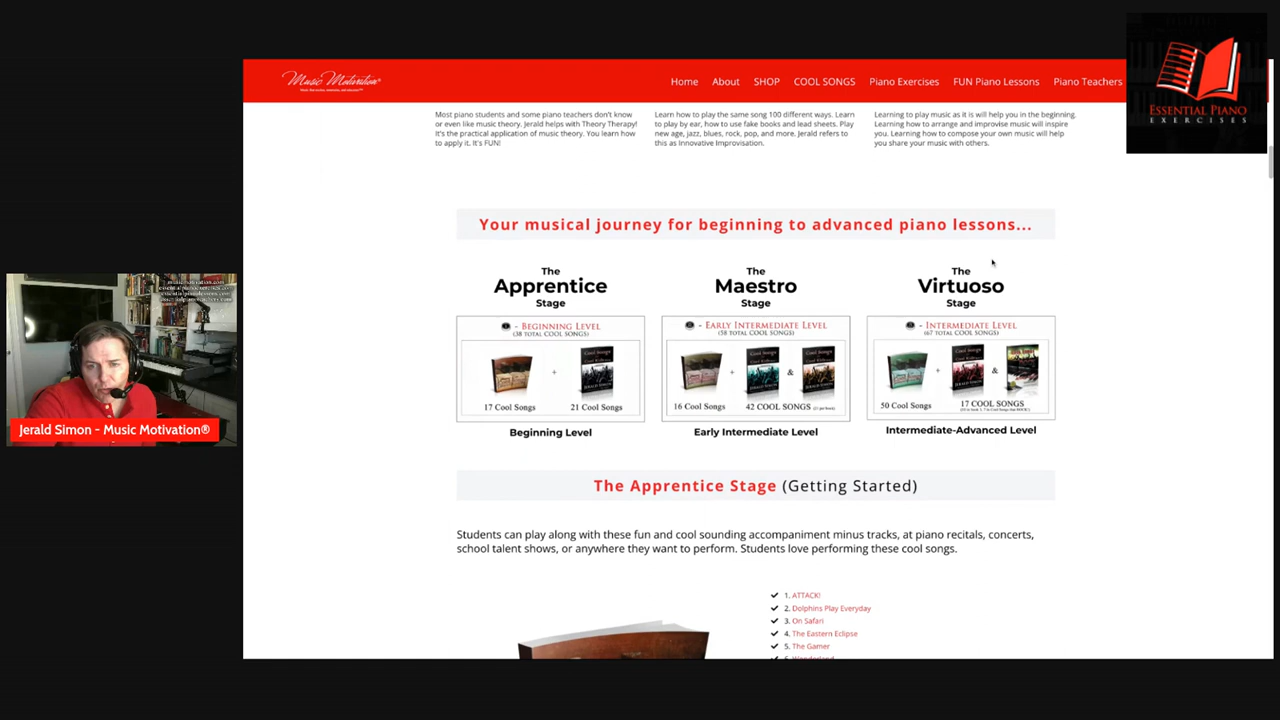 Music Motivation®
Home About SHOP COOL SONGS Piano Exercises FUN Piano Lessons Piano Teachers
ESSENTIAL PIANO
EXERCISES
Most piano students and some piano teachers don't know
or even like music theory. Jerald helps with Theory Therapy!
It's the practical application of music theory. You learn how
to apply it. It's FUN!
Learn how to play the same song 100 different ways. Learn
to play by ear, how to use fake books and lead sheets. Play
new age, jazz, blues, rock, pop, and more. Jerald refers to
this as Innovative Improvisation.
Learning to play music as it is will help you in the beginning.
Learning how to arrange and improvise music will inspire
you. Learning how to compose your own music will help
you share your music with others.
Your musical journey for beginning to advanced piano lessons...
The
Apprentice
Stage
- BEGINNING LEVEL
(38 TOTAL COOL SONGS)
+
17 Cool Songs
21 Cool Songs
Beginning Level
The
Maestro
Stage
- EARLY INTERMEDIATE LEVEL
(58 TOTAL COOL SONGS)
+ &
16 Cool Songs
42 COOL SONGS
Early Intermediate Level
The
Virtuoso
Stage
- INTERMEDIATE LEVEL
(67 TOTAL COOL SONGS)
+ &
50 Cool Songs
17 COOL SONGS
Intermediate-Advanced Level
Jerald Simon - Music Motivation®
The Apprentice Stage (Getting Started)
Students can play along with these fun and cool sounding accompaniment minus tracks, at piano recitals, concerts,
school talent shows, or anywhere they want to perform. Students love performing these cool songs.
1. ATTACK!
2. Dolphins Play Everyday
3. On Safari
4. The Eastern Eclipse
5. The Gamer